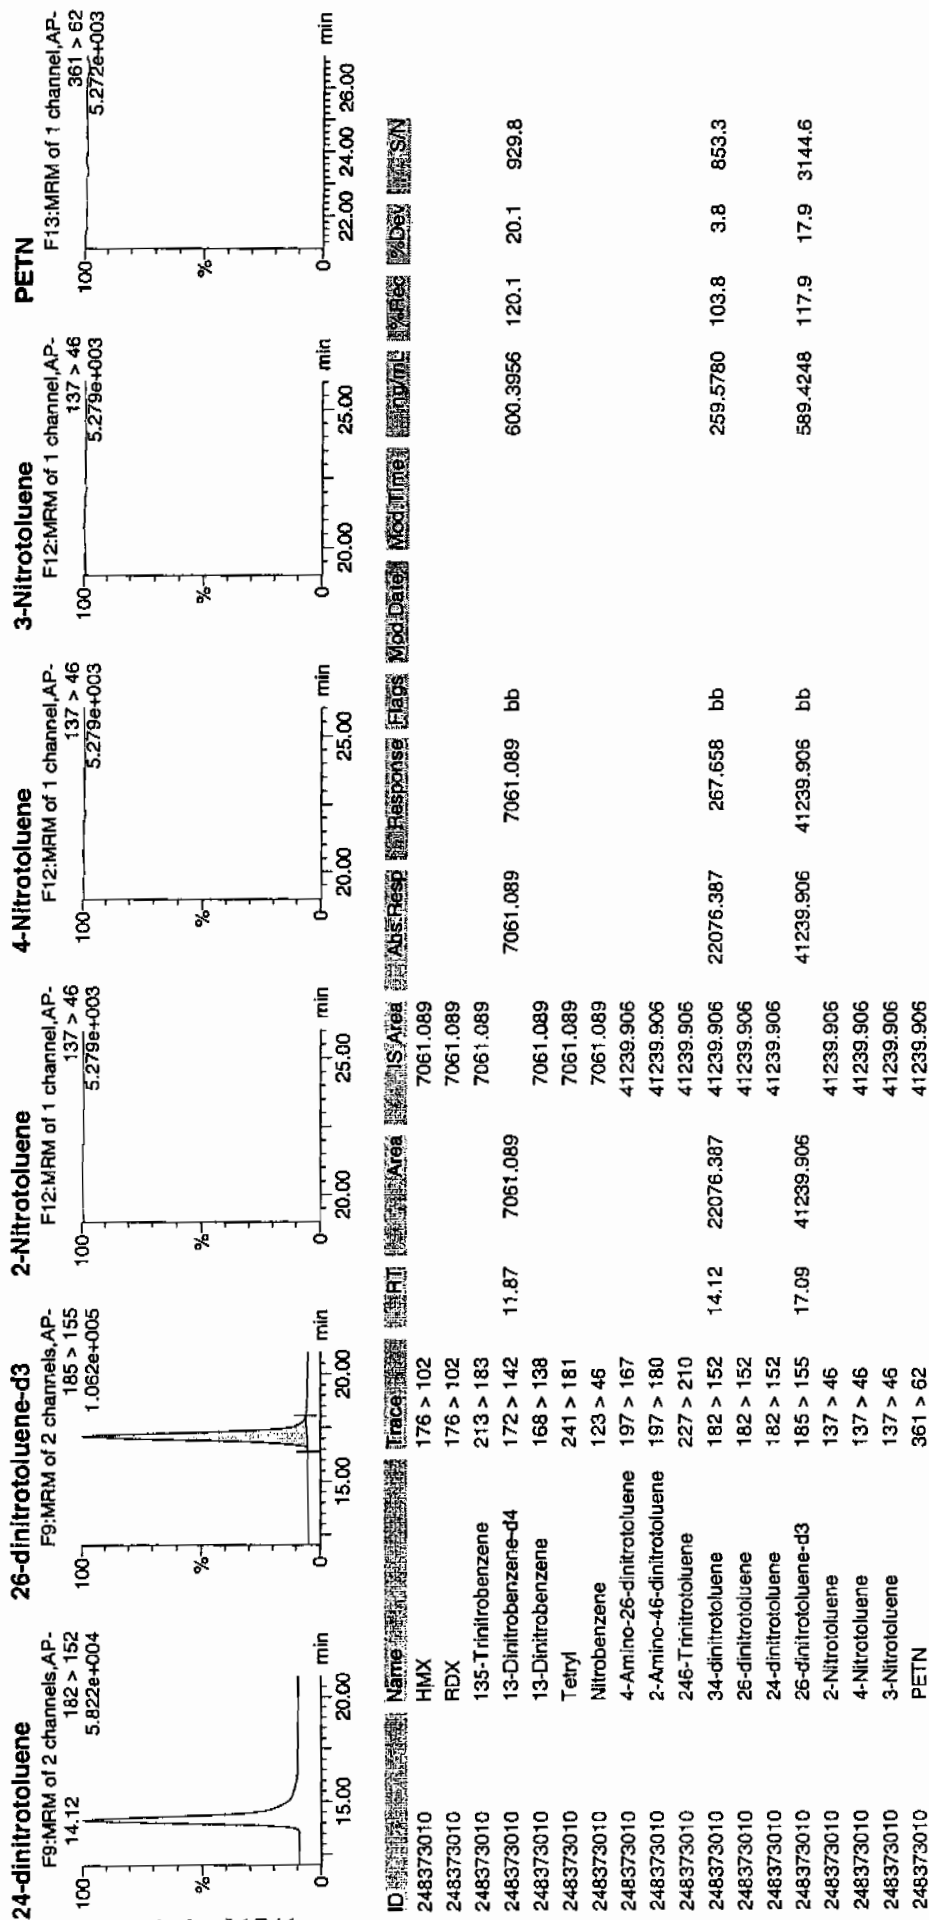 24-dinitrotoluene
F9:MRM of 2 channels,AP-
182 > 152
5.822e+004
14.12
100
%
0
15.00 20.00 min
26-dinitrotoluene-d3
F9:MRM of 2 channels,AP-
185 > 155
1.062e+005
100
%
0
15.00 20.00 min
2-Nitrotoluene
F12:MRM of 1 channel,AP-
137 > 46
5.279e+003
100
%
0
20.00 25.00 min
4-Nitrotoluene
F12:MRM of 1 channel,AP-
137 > 46
5.279e+003
100
%
0
20.00 25.00 min
3-Nitrotoluene
F12:MRM of 1 channel,AP-
137 > 46
5.279e+003
100
%
0
20.00 25.00 min
PETN
F13:MRM of 1 channel,AP-
361 > 62
5.272e+003
100
%
0
22.00 24.00 26.00 min
ID Name Trace RT Area IS Area Abs.Resp Response Flags Mod.Date Mod.Time ng/mL %Rec %Dev S/N
248373010 HMX 176 > 102 7061.089
248373010 RDX 176 > 102 7061.089
248373010 135-Trinitrobenzene 213 > 183 7061.089
248373010 13-Dinitrobenzene-d4 172 > 142 11.87 7061.089 7061.089 7061.089 bb 600.3956 120.1 20.1 929.8
248373010 13-Dinitrobenzene 168 > 138 7061.089
248373010 Tetryl 241 > 181 7061.089
248373010 Nitrobenzene 123 > 46 7061.089
248373010 4-Amino-26-dinitrotoluene 197 > 167 41239.906
248373010 2-Amino-46-dinitrotoluene 197 > 180 41239.906
248373010 246-Trinitrotoluene 227 > 210 41239.906
248373010 34-dinitrotoluene 182 > 152 14.12 22076.387 41239.906 22076.387 267.658 bb 259.5780 103.8 3.8 853.3
248373010 26-dinitrotoluene 182 > 152 41239.906
248373010 24-dinitrotoluene 182 > 152 41239.906
248373010 26-dinitrotoluene-d3 185 > 155 17.09 41239.906 41239.906 41239.906 bb 589.4248 117.9 17.9 3144.6
248373010 2-Nitrotoluene 137 > 46 41239.906
248373010 4-Nitrotoluene 137 > 46 41239.906
248373010 3-Nitrotoluene 137 > 46 41239.906
248373010 PETN 361 > 62 41239.906